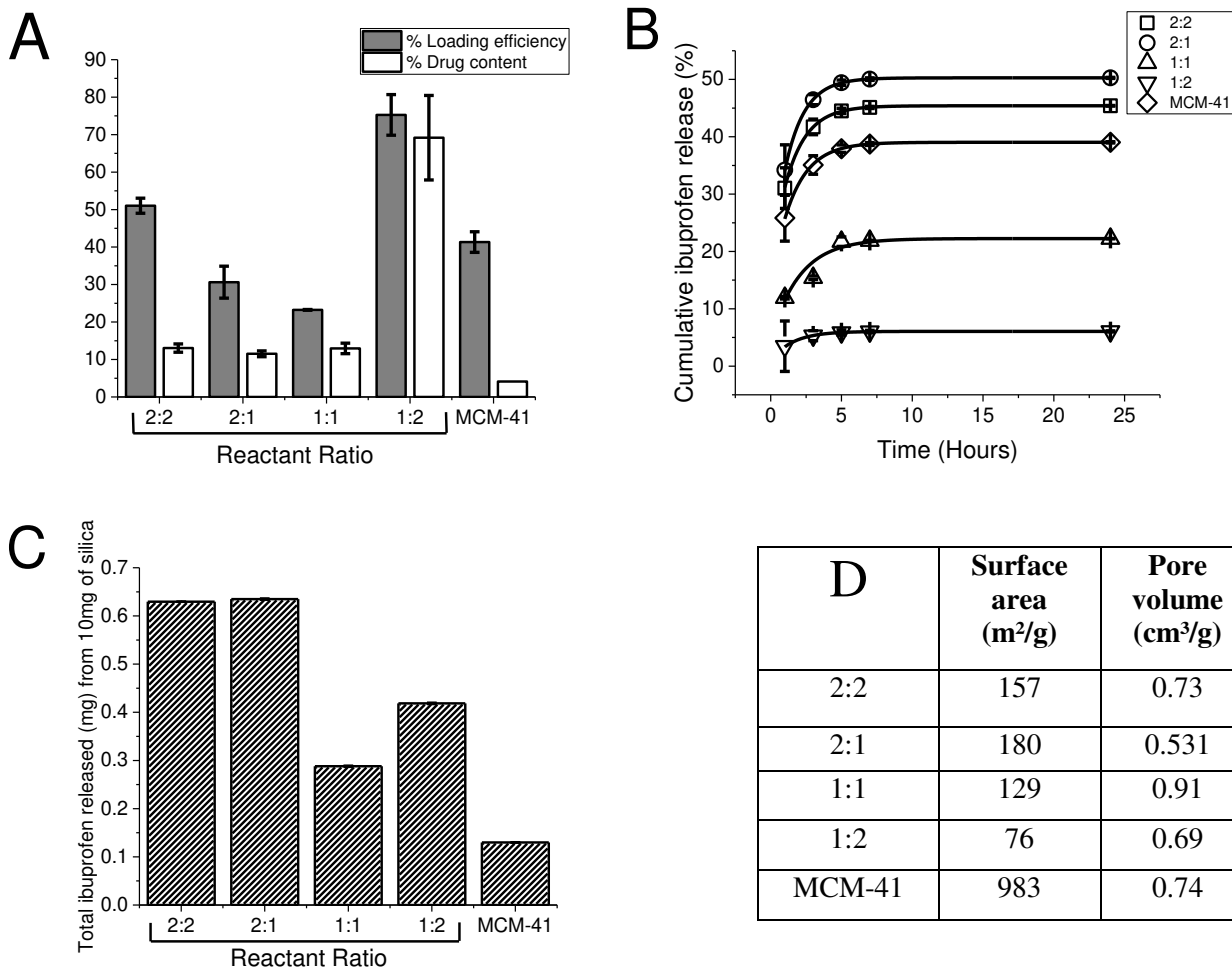 A
% Loading efficiency
% Drug content
90
80
70
60
50
40
30
20
10
0
2:2 2:1 1:1 1:2 MCM-41
Reactant Ratio
B
2:2
2:1
1:1
1:2
MCM-41
Cumulative ibuprofen release (%)
50
40
30
20
10
0
0 5 10 15 20 25
Time (Hours)
C
Total ibuprofen released (mg) from 10mg of silica
0.7
0.6
0.5
0.4
0.3
0.2
0.1
0.0
2:2 2:1 1:1 1:2 MCM-41
Reactant Ratio
D Surface area (m²/g) Pore volume (cm³/g)
2:2 157 0.73
2:1 180 0.531
1:1 129 0.91
1:2 76 0.69
MCM-41 983 0.74